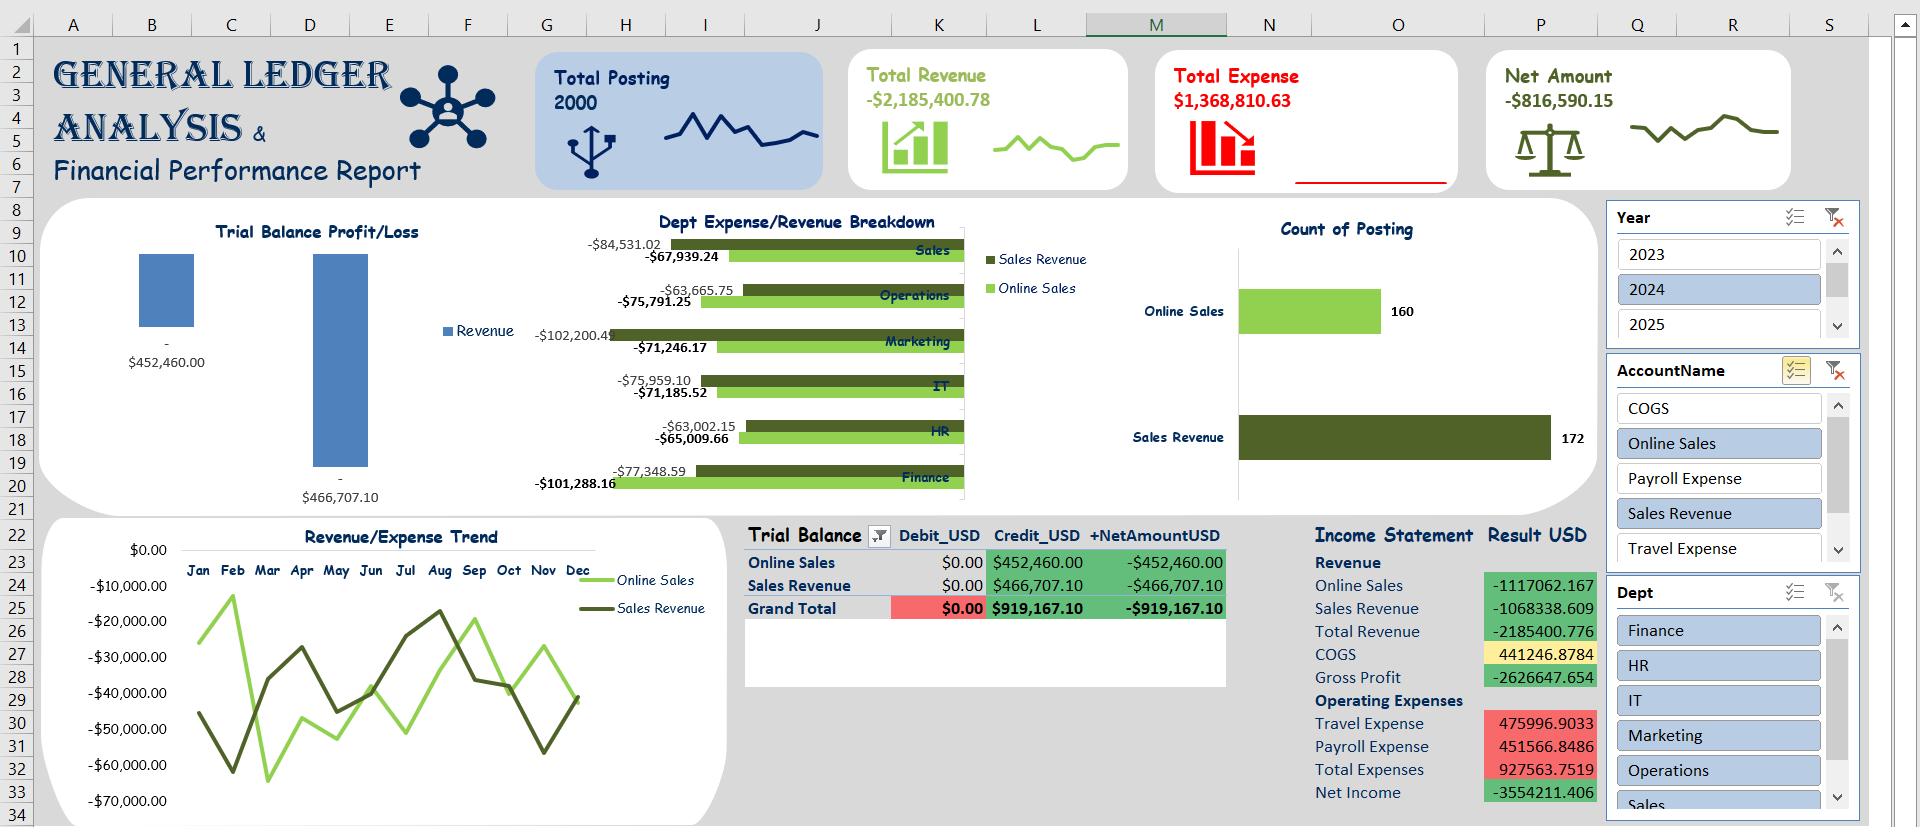 A B C D E F G H I J K L M N O P Q R S
1
2
3
4
5
6
7
8
9
10
11
12
13
14
15
16
17
18
19
20
21
22
23
24
25
26
27
28
29
30
31
32
33
34
GENERAL LEDGER
ANALYSIS &
Financial Performance Report
Total Posting
2000
Total Revenue
-$2,185,400.78
Total Expense
$1,368,810.63
Net Amount
-$816,590.15
Trial Balance Profit/Loss
-
$452,460.00
-
$466,707.10
Revenue
Dept Expense/Revenue Breakdown
-$84,531.02
-$67,939.24
Sales
-$63,665.75
-$75,791.25
Operations
-$102,200.49
-$71,246.17
Marketing
-$75,959.10
-$71,185.52
IT
-$63,002.15
-$65,009.66
HR
-$77,348.59
-$101,288.16
Finance
Sales Revenue
Online Sales
Count of Posting
Online Sales 160
Sales Revenue 172
Year
2023
2024
2025
AccountName
COGS
Online Sales
Payroll Expense
Sales Revenue
Travel Expense
Dept
Finance
HR
IT
Marketing
Operations
Sales
Revenue/Expense Trend
$0.00
-$10,000.00
-$20,000.00
-$30,000.00
-$40,000.00
-$50,000.00
-$60,000.00
-$70,000.00
Jan Feb Mar Apr May Jun Jul Aug Sep Oct Nov Dec
Online Sales
Sales Revenue
Trial Balance Debit_USD Credit_USD +NetAmountUSD
Online Sales $0.00 $452,460.00 -$452,460.00
Sales Revenue $0.00 $466,707.10 -$466,707.10
Grand Total $0.00 $919,167.10 -$919,167.10
Income Statement Result USD
Revenue
Online Sales -1117062.167
Sales Revenue -1068338.609
Total Revenue -2185400.776
COGS 441246.8784
Gross Profit -2626647.654
Operating Expenses
Travel Expense 475996.9033
Payroll Expense 451566.8486
Total Expenses 927563.7519
Net Income -3554211.406